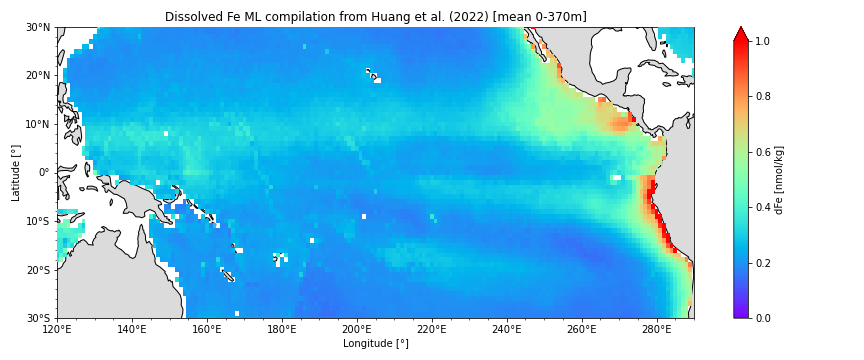 Dissolved Fe ML compilation from Huang et al. (2022) [mean 0-370m]
30°N
20°N
10°N
0°
10°S
20°S
30°S
Latitude [°]
120°E 140°E 160°E 180°E 200°E 220°E 240°E 260°E 280°E
Longitude [°]
1.0
0.8
0.6
0.4
0.2
0.0
dFe [nmol/kg]